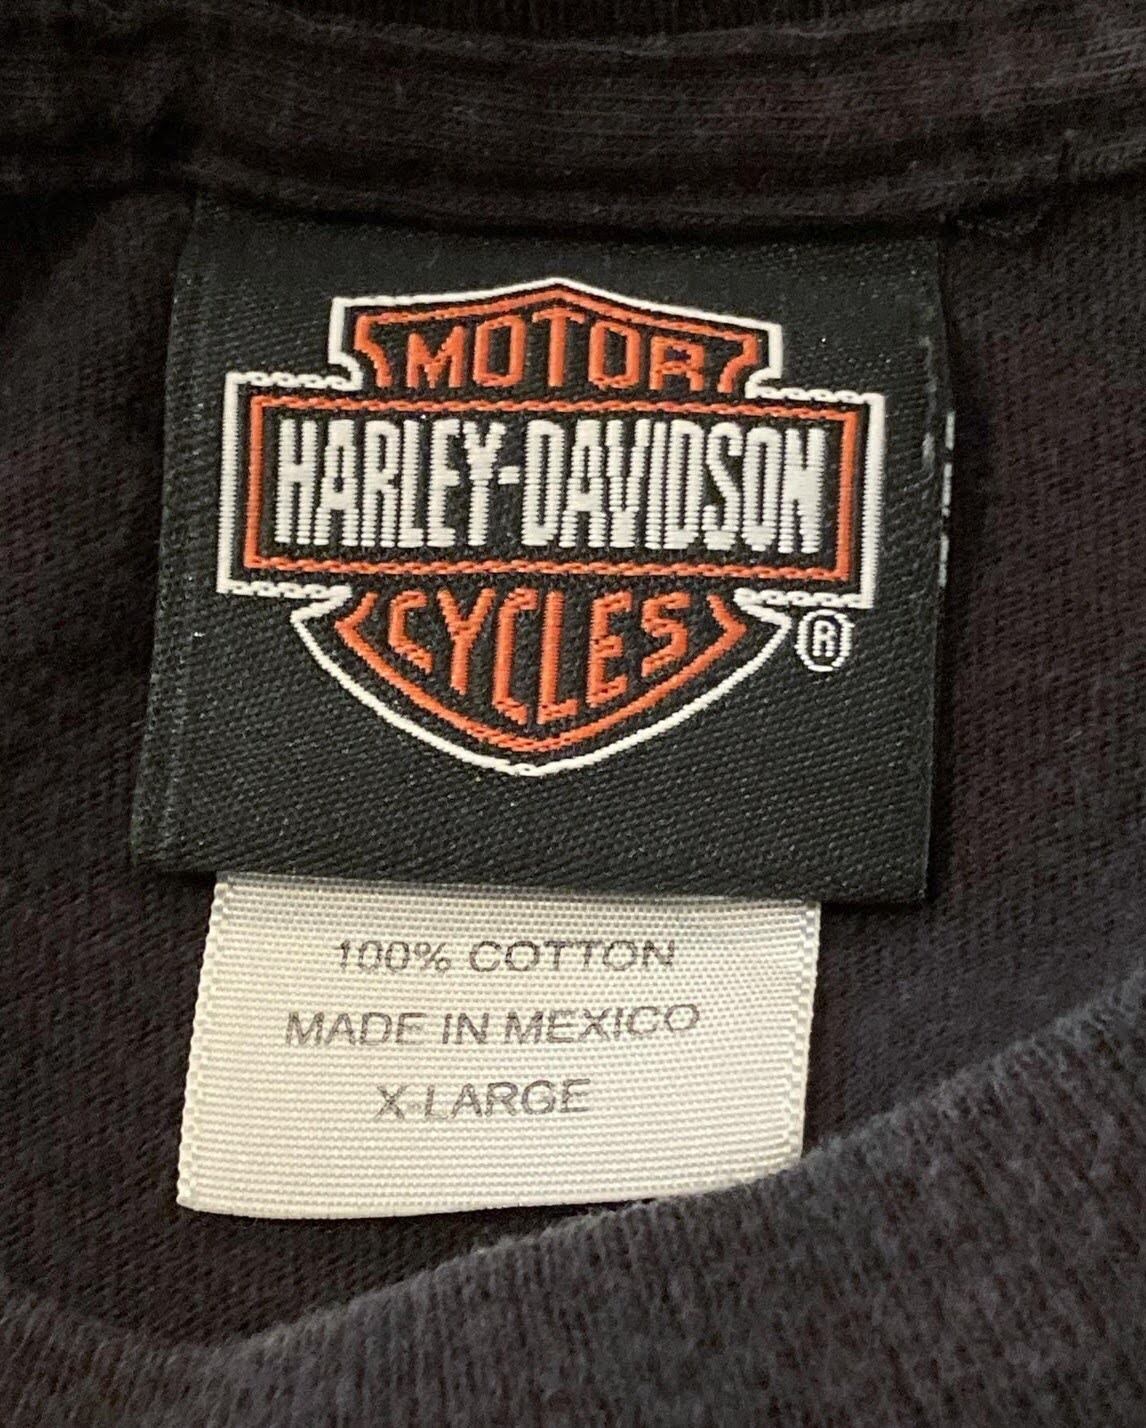 MOTOR
HARLEY-DAVIDSON
CYCLES
®
100% COTTON
MADE IN MEXICO
X-LARGE